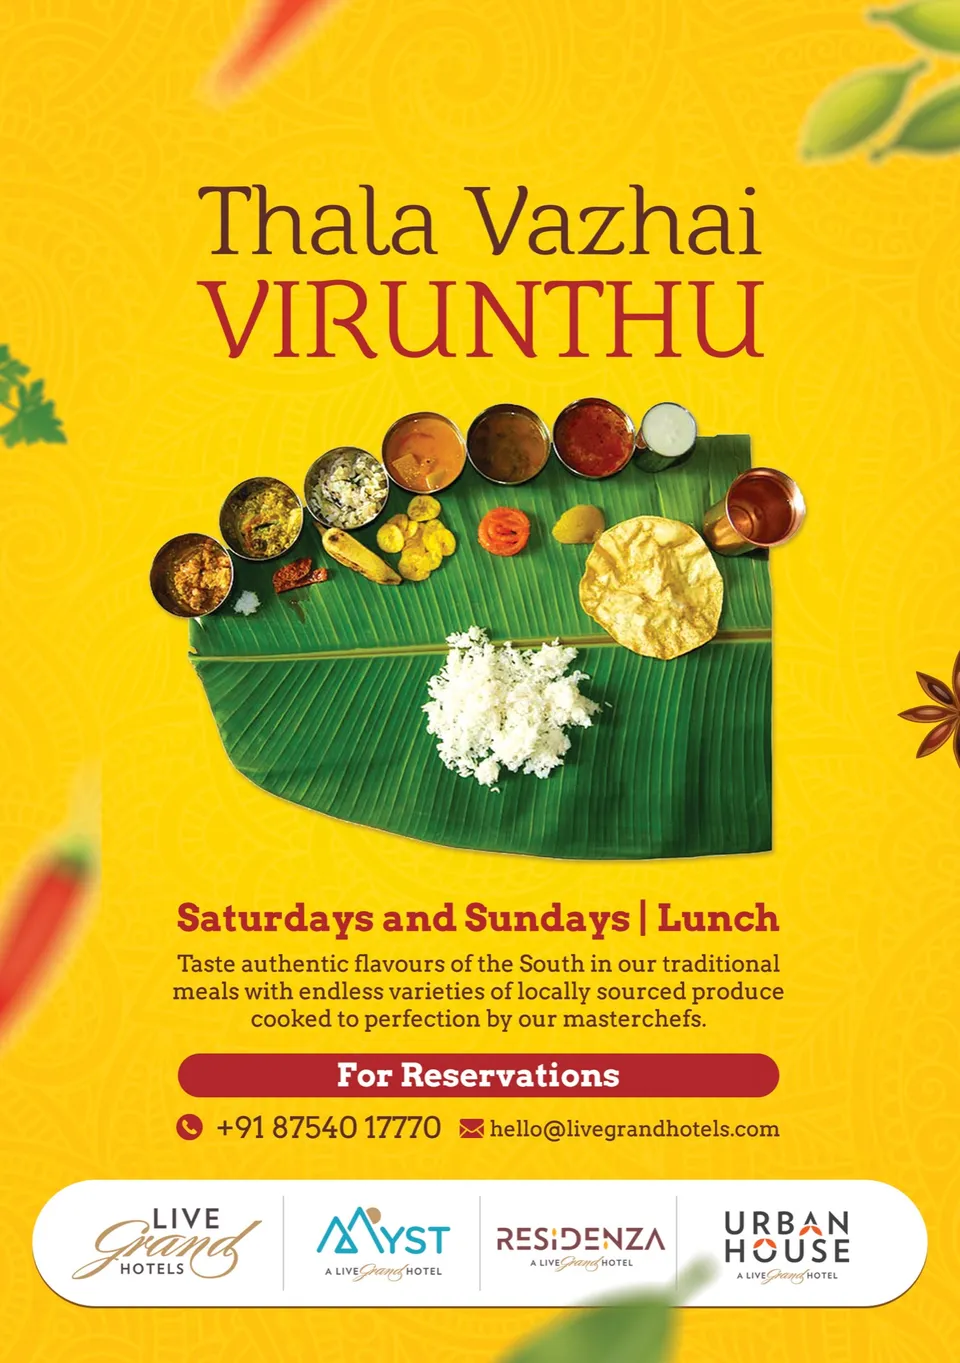 Thala Vazhai
VIRUNTHU
Saturdays and Sundays | Lunch
Taste authentic flavours of the South in our traditional
meals with endless varieties of locally sourced produce
cooked to perfection by our masterchefs.
For Reservations
+91 87540 17770 hello@livegrandhotels.com
LIVE
Grand
HOTELS
MYST
A LIVE Grand HOTEL
RESIDENZA
A LIVE Grand HOTEL
URBAN
HOUSE
A LIVE Grand HOTEL